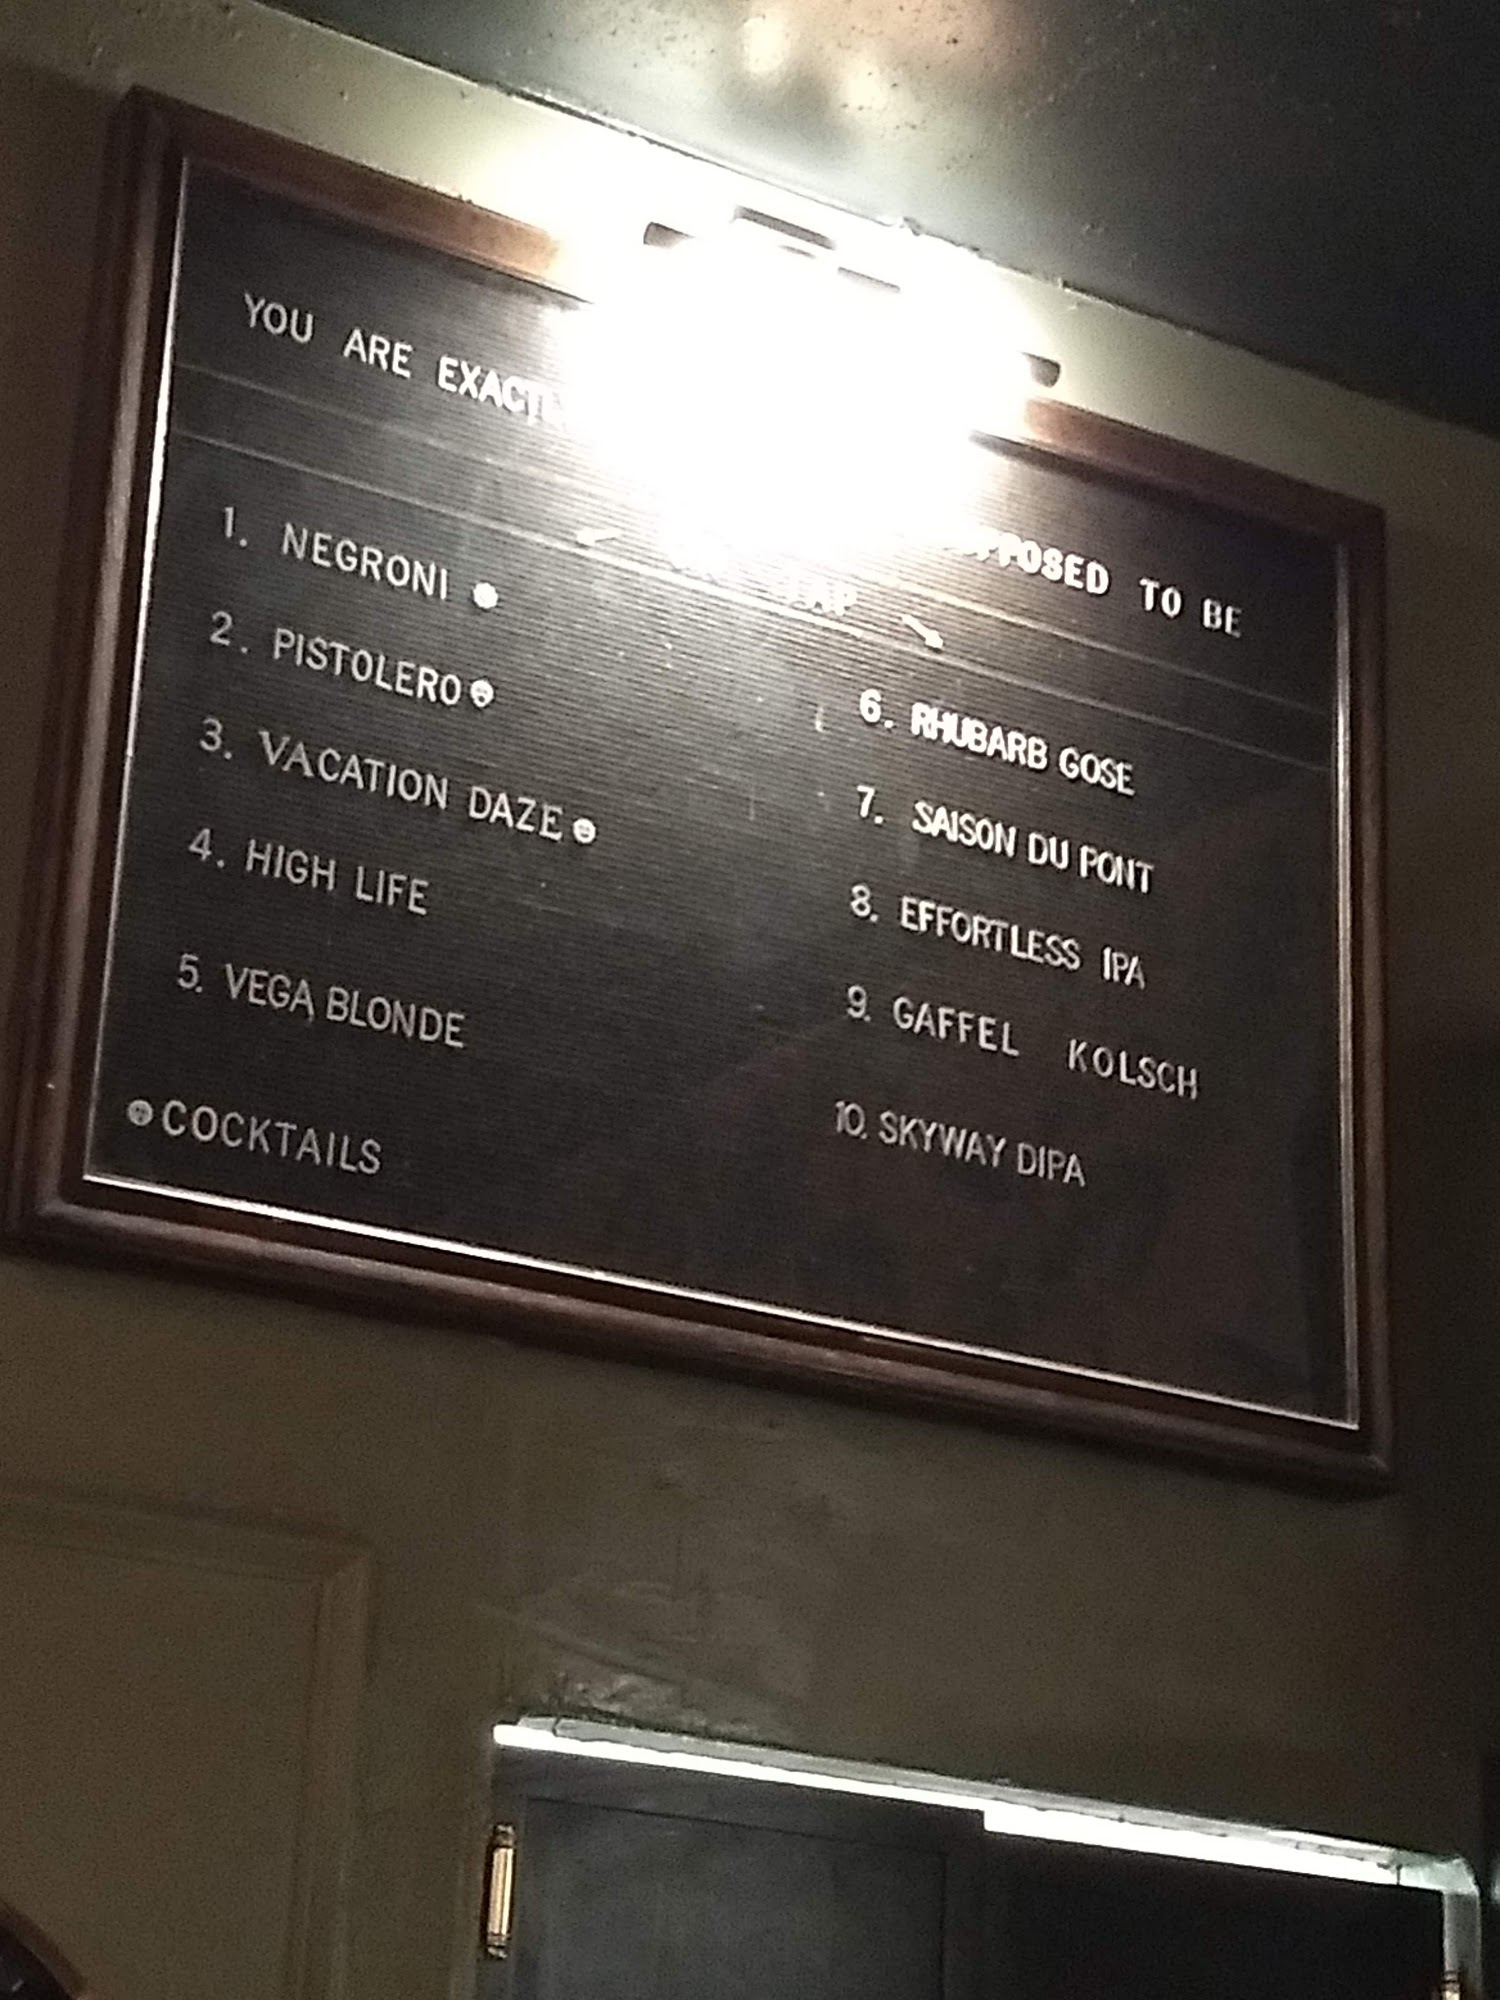 YOU ARE POSED TO BE
TAP
1. NEGRONI
2. PISTOLERO
3. VACATION DAZE
4. HIGH LIFE
5. VEGA BLONDE
COCKTAILS
6. RHUBARB GOSE
7. SAISON DU PONT
8. EFFORTLESS IPA
9. GAFFEL KOLSCH
10. SKYWAY DIPA